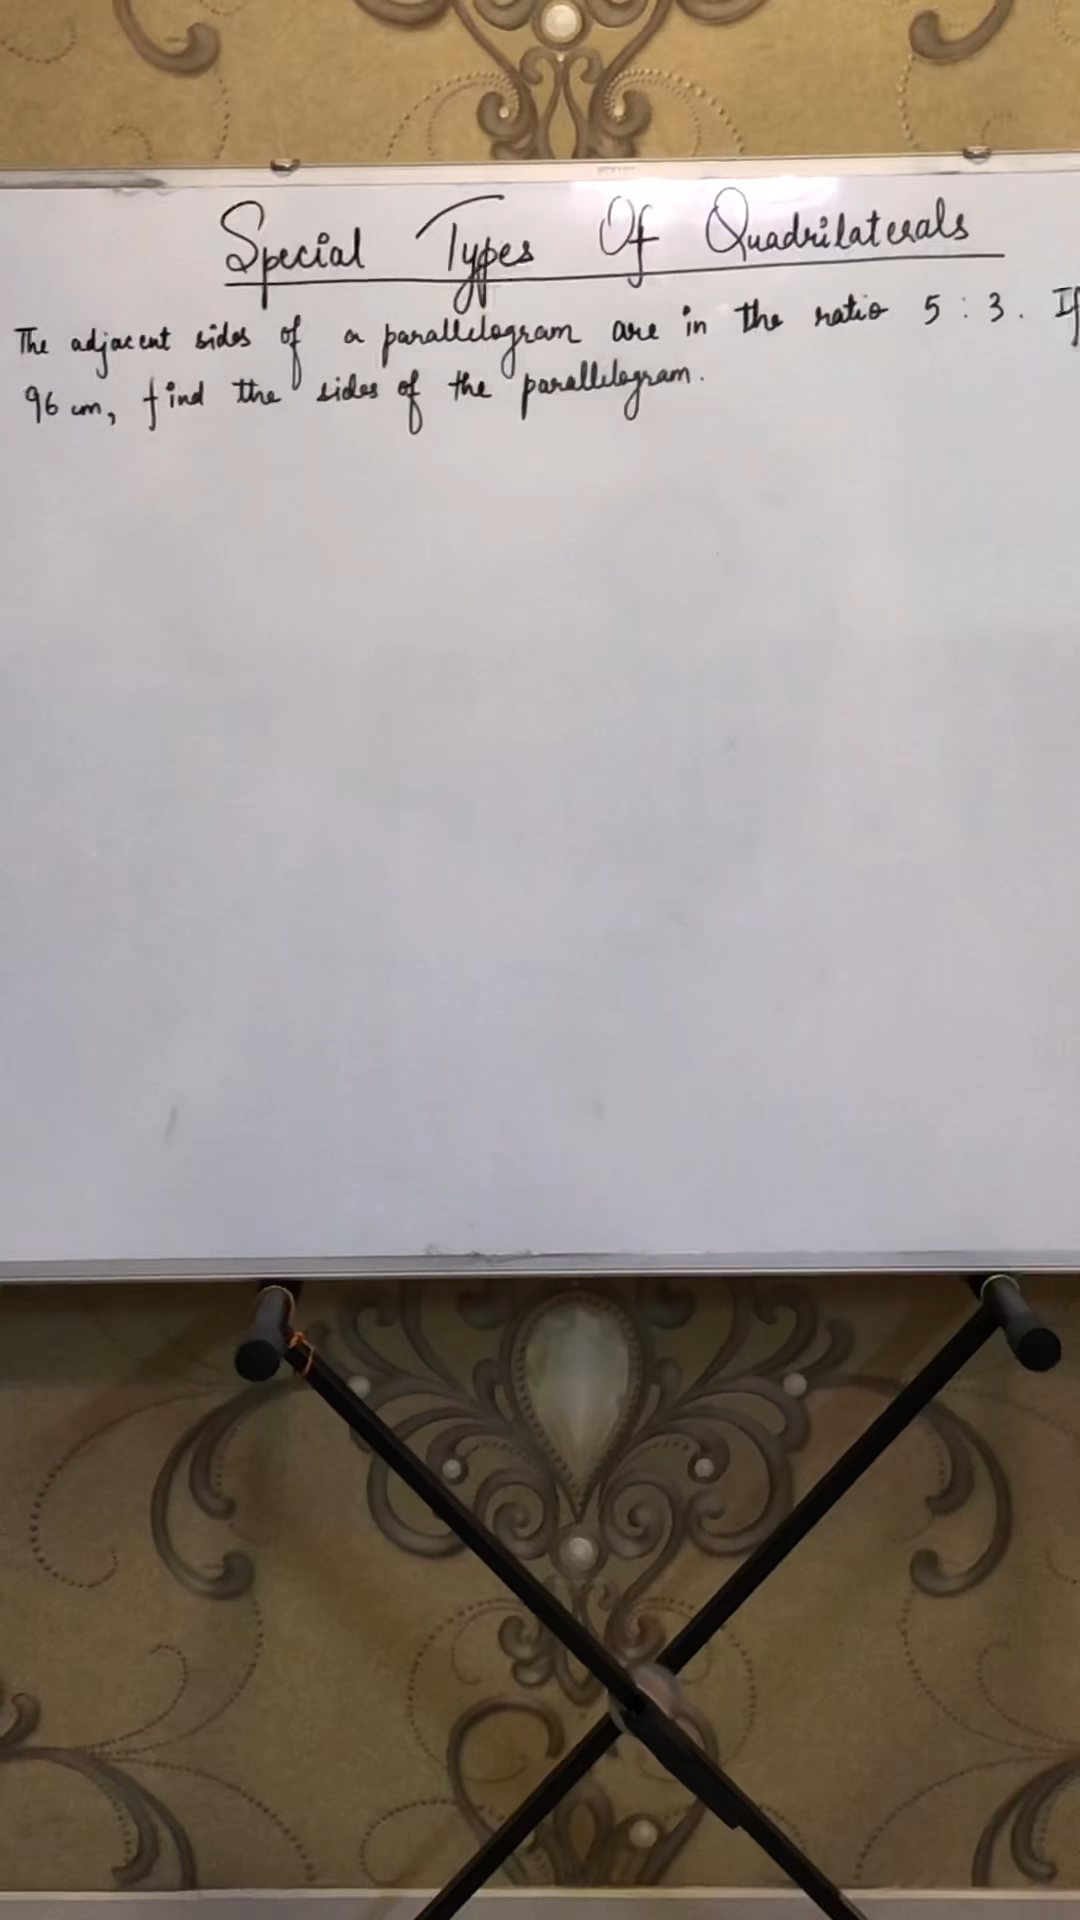 Special Types Of Quadrilaterals
The adjacent sides of a parallelogram are in the ratio 5 : 3. If
96 cm, find the sides of the parallelogram.